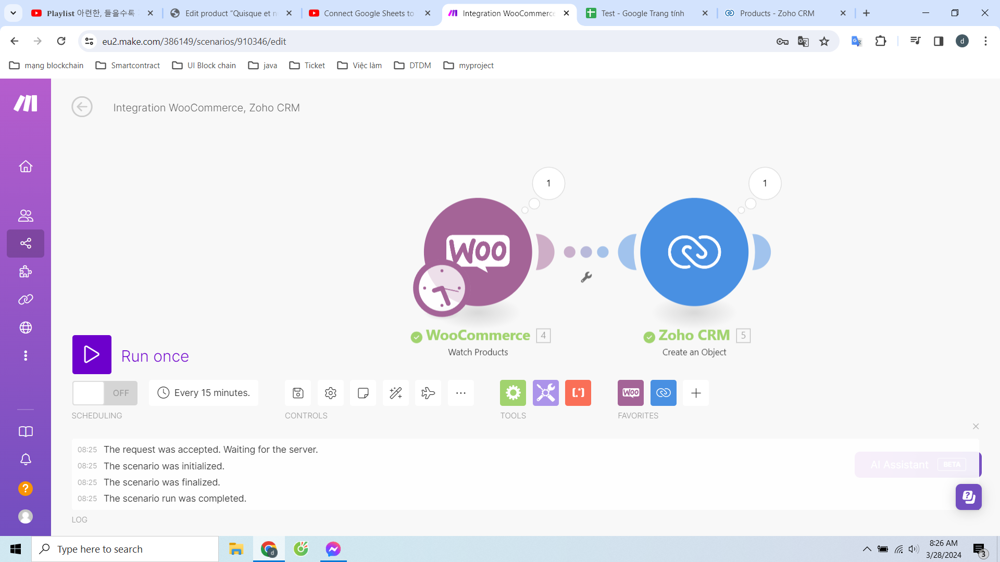 Playlist 아련한, 들을수록
Edit product “Quisque et n
Connect Google Sheets to
Integration WooCommerce
Test - Google Trang tính
Products - Zoho CRM
eu2.make.com/386149/scenarios/910346/edit
d
mạng blockchain
Smartcontract
UI Block chain
java
Ticket
Việc làm
DTDM
myproject
Integration WooCommerce, Zoho CRM
1
1
WOO
WooCommerce 4
Watch Products
Zoho CRM 5
Create an Object
Run once
OFF
Every 15 minutes.
WOO
SCHEDULING
CONTROLS
TOOLS
FAVORITES
08:25 The request was accepted. Waiting for the server.
08:25 The scenario was initialized.
08:25 The scenario was finalized.
08:25 The scenario run was completed.
AI Assistant BETA
LOG
Type here to search
d
8:26 AM
3/28/2024
3